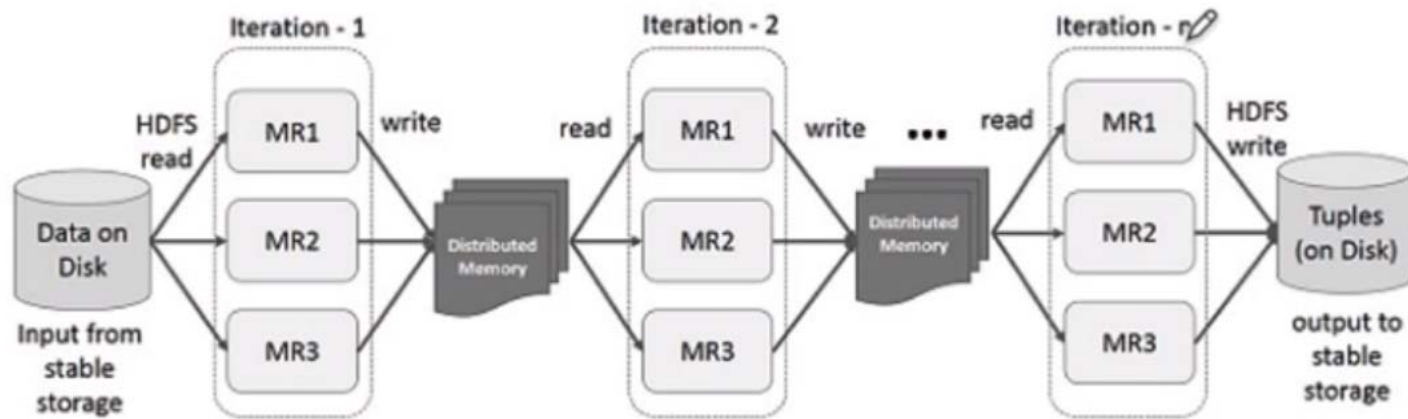 Iteration - 1
Iteration - 2
Iteration - n
HDFS
read
MR1
write
read
MR1
write
...
read
MR1
HDFS
write
Data on
Disk
MR2
Distributed
Memory
MR2
Distributed
Memory
MR2
Tuples
(on Disk)
Input from
stable
storage
MR3
MR3
MR3
output to
stable
storage